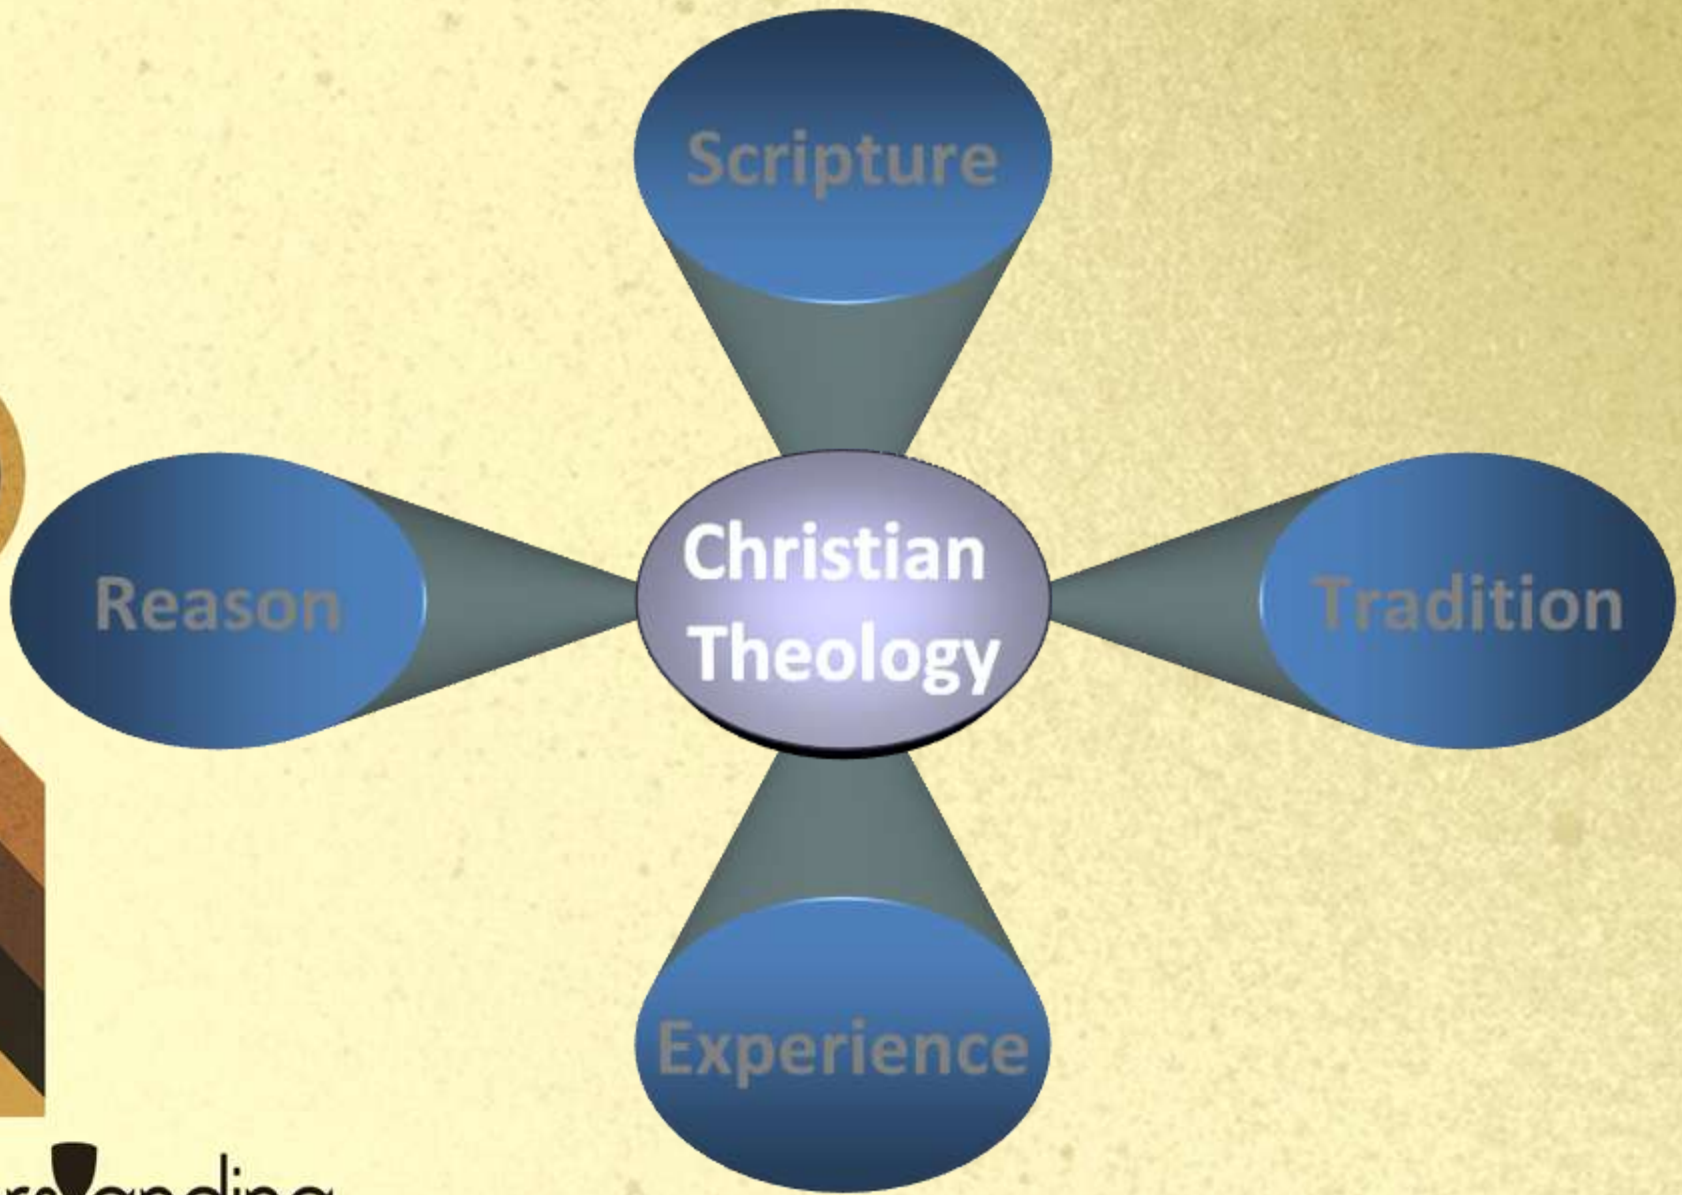 Scripture
Reason
Christian
Theology
Tradition
Experience